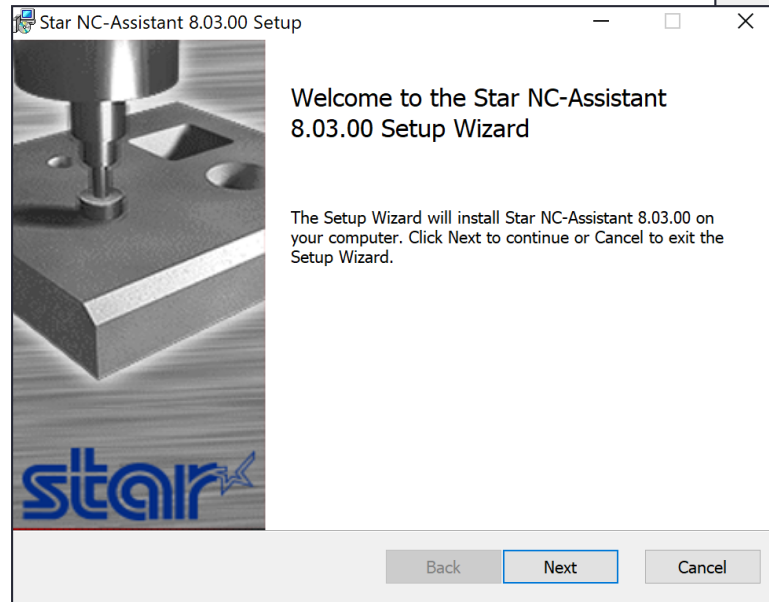 Star NC-Assistant 8.03.00 Setup
Welcome to the Star NC-Assistant
8.03.00 Setup Wizard
The Setup Wizard will install Star NC-Assistant 8.03.00 on
your computer. Click Next to continue or Cancel to exit the
Setup Wizard.
star
Back Next Cancel